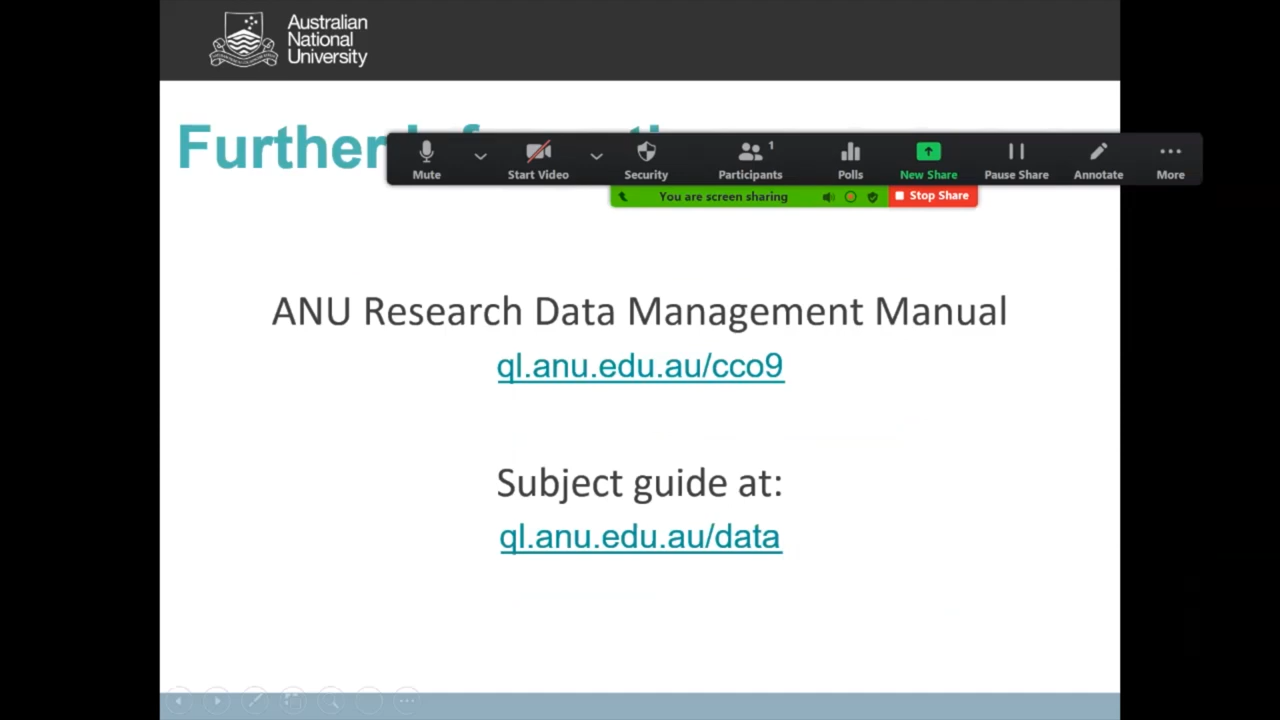 Australian
National
University
Further
Mute
Start Video
Security
Participants
1
Polls
New Share
Pause Share
Annotate
More
You are screen sharing
Stop Share
ANU Research Data Management Manual
ql.anu.edu.au/cco9
Subject guide at:
ql.anu.edu.au/data